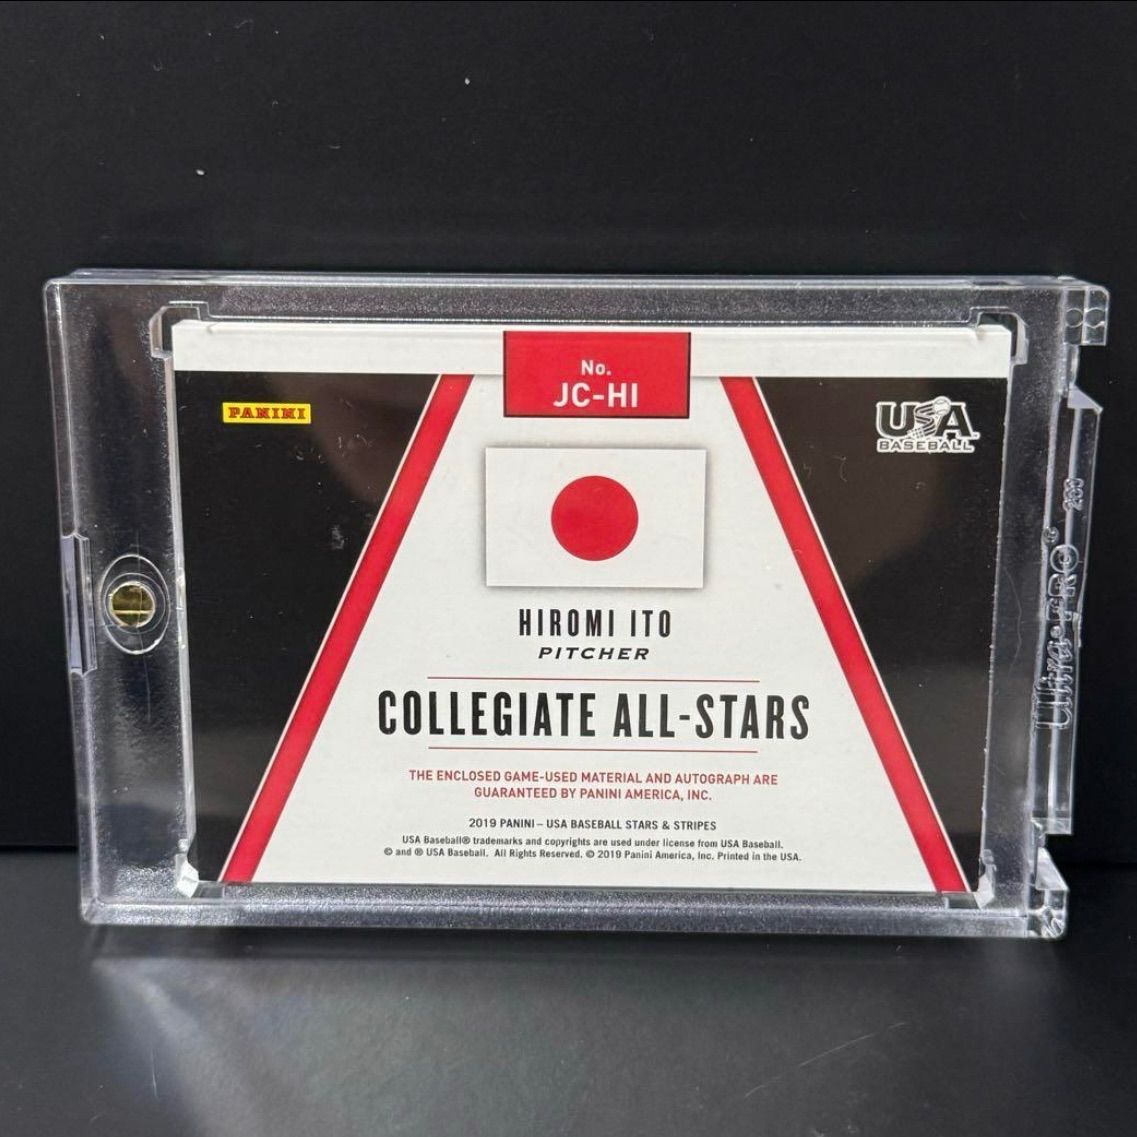 No.
JC-HI
PANINI
USA
BASEBALL
HIROMI ITO
PITCHER
COLLEGIATE ALL-STARS
THE ENCLOSED GAME-USED MATERIAL AND AUTOGRAPH ARE
GUARANTEED BY PANINI AMERICA, INC.
2019 PANINI – USA BASEBALL STARS & STRIPES
USA Baseball® trademarks and copyrights are used under license from USA Baseball.
© and ® USA Baseball. All Rights Reserved. © 2019 Panini America, Inc. Printed in the USA.
Ultra•PRO